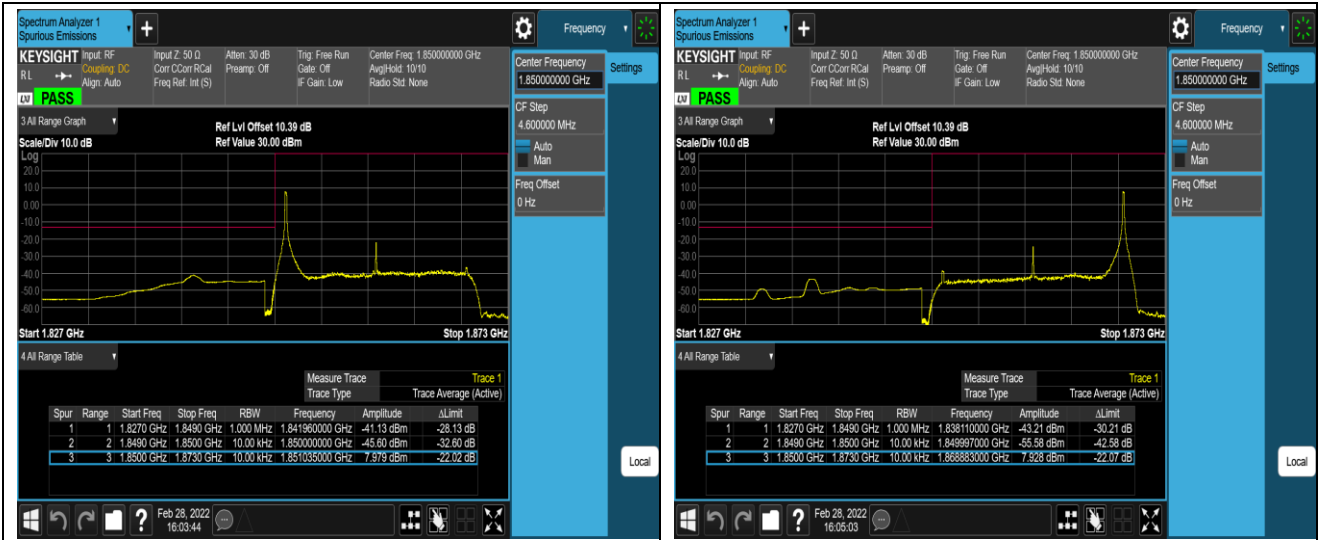 Spectrum Analyzer 1
Spurious Emissions
+
Frequency
KEYSIGHT Input: RF Input Z: 50 Ω Atten: 30 dB Trig: Free Run Center Freq: 1.850000000 GHz
Coupling: DC Corr CCorr RCal Preamp: Off Gate: Off Avg|Hold: 10/10
RL Align: Auto Freq Ref: Int (S) IF Gain: Low Radio Std: None
LXI PASS
Center Frequency
1.850000000 GHz
Settings
CF Step
4.600000 MHz
Auto
Man
Freq Offset
0 Hz
3 All Range Graph
Ref Lvl Offset 10.39 dB
Scale/Div 10.0 dB Ref Value 30.00 dBm
Log
20.0
10.0
0.00
-10.0
-20.0
-30.0
-40.0
-50.0
-60.0
Start 1.827 GHz Stop 1.873 GHz
4 All Range Table
Measure Trace Trace 1
Trace Type Trace Average (Active)
Spur Range Start Freq Stop Freq RBW Frequency Amplitude ΔLimit
1 1 1.8270 GHz 1.8490 GHz 1.000 MHz 1.841960000 GHz -41.13 dBm -28.13 dB
2 2 1.8490 GHz 1.8500 GHz 10.00 kHz 1.850000000 GHz -45.60 dBm -32.60 dB
3 3 1.8500 GHz 1.8730 GHz 10.00 kHz 1.851035000 GHz 7.979 dBm -22.02 dB
Local
? Feb 28, 2022
16:03:44
Spectrum Analyzer 1
Spurious Emissions
+
Frequency
KEYSIGHT Input: RF Input Z: 50 Ω Atten: 30 dB Trig: Free Run Center Freq: 1.850000000 GHz
Coupling: DC Corr CCorr RCal Preamp: Off Gate: Off Avg|Hold: 10/10
RL Align: Auto Freq Ref: Int (S) IF Gain: Low Radio Std: None
LXI PASS
Center Frequency
1.850000000 GHz
Settings
CF Step
4.600000 MHz
Auto
Man
Freq Offset
0 Hz
3 All Range Graph
Ref Lvl Offset 10.39 dB
Scale/Div 10.0 dB Ref Value 30.00 dBm
Log
20.0
10.0
0.00
-10.0
-20.0
-30.0
-40.0
-50.0
-60.0
Start 1.827 GHz Stop 1.873 GHz
4 All Range Table
Measure Trace Trace 1
Trace Type Trace Average (Active)
Spur Range Start Freq Stop Freq RBW Frequency Amplitude ΔLimit
1 1 1.8270 GHz 1.8490 GHz 1.000 MHz 1.838110000 GHz -43.21 dBm -30.21 dB
2 2 1.8490 GHz 1.8500 GHz 10.00 kHz 1.849997000 GHz -55.58 dBm -42.58 dB
3 3 1.8500 GHz 1.8730 GHz 10.00 kHz 1.868883000 GHz 7.928 dBm -22.07 dB
Local
? Feb 28, 2022
16:05:03